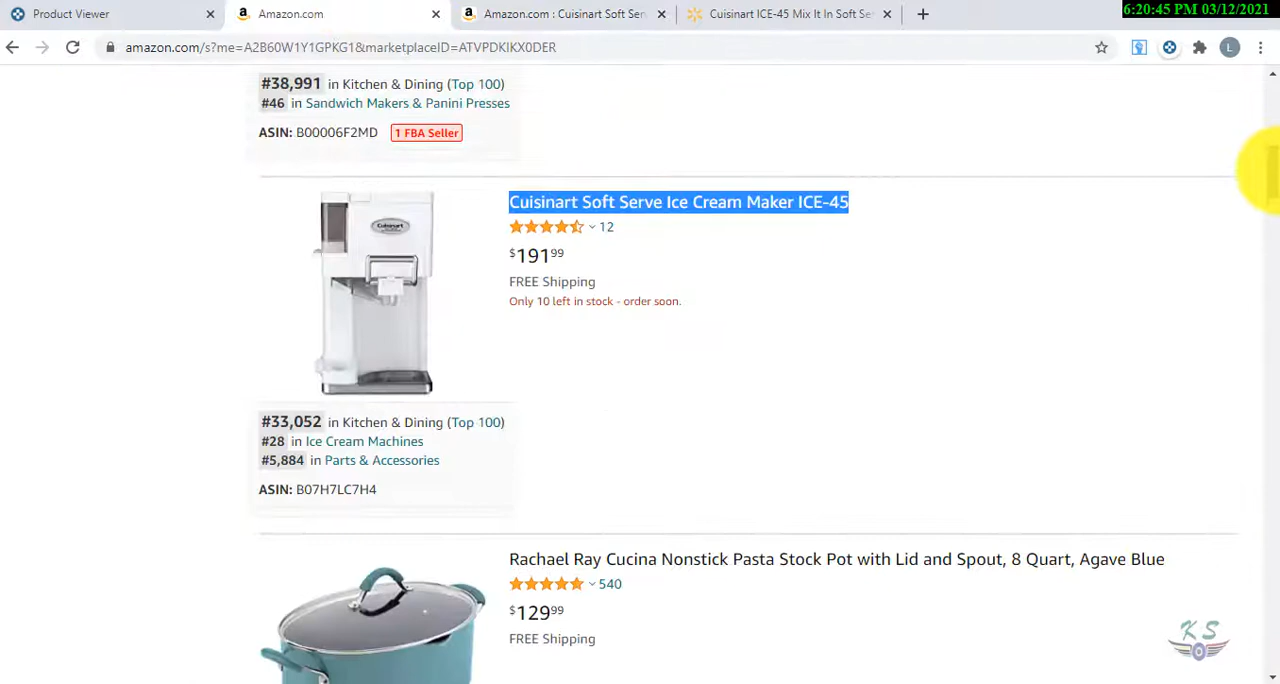 6:20:45 PM 03/12/2021
Product Viewer
Amazon.com
Amazon.com : Cuisinart Soft Ser
Cuisinart ICE-45 Mix It In Soft Se
amazon.com/s?me=A2B60W1Y1GPKG1&marketplaceID=ATVPDKIKX0DER
L
#38,991 in Kitchen & Dining (Top 100)
#46 in Sandwich Makers & Panini Presses
ASIN: B00006F2MD 1 FBA Seller
Cuisinart Soft Serve Ice Cream Maker ICE-45
12
$191.99
FREE Shipping
Only 10 left in stock - order soon.
Cuisinart
#33,052 in Kitchen & Dining (Top 100)
#28 in Ice Cream Machines
#5,884 in Parts & Accessories
ASIN: B07H7LC7H4
Rachael Ray Cucina Nonstick Pasta Stock Pot with Lid and Spout, 8 Quart, Agave Blue
540
$129.99
FREE Shipping
KS